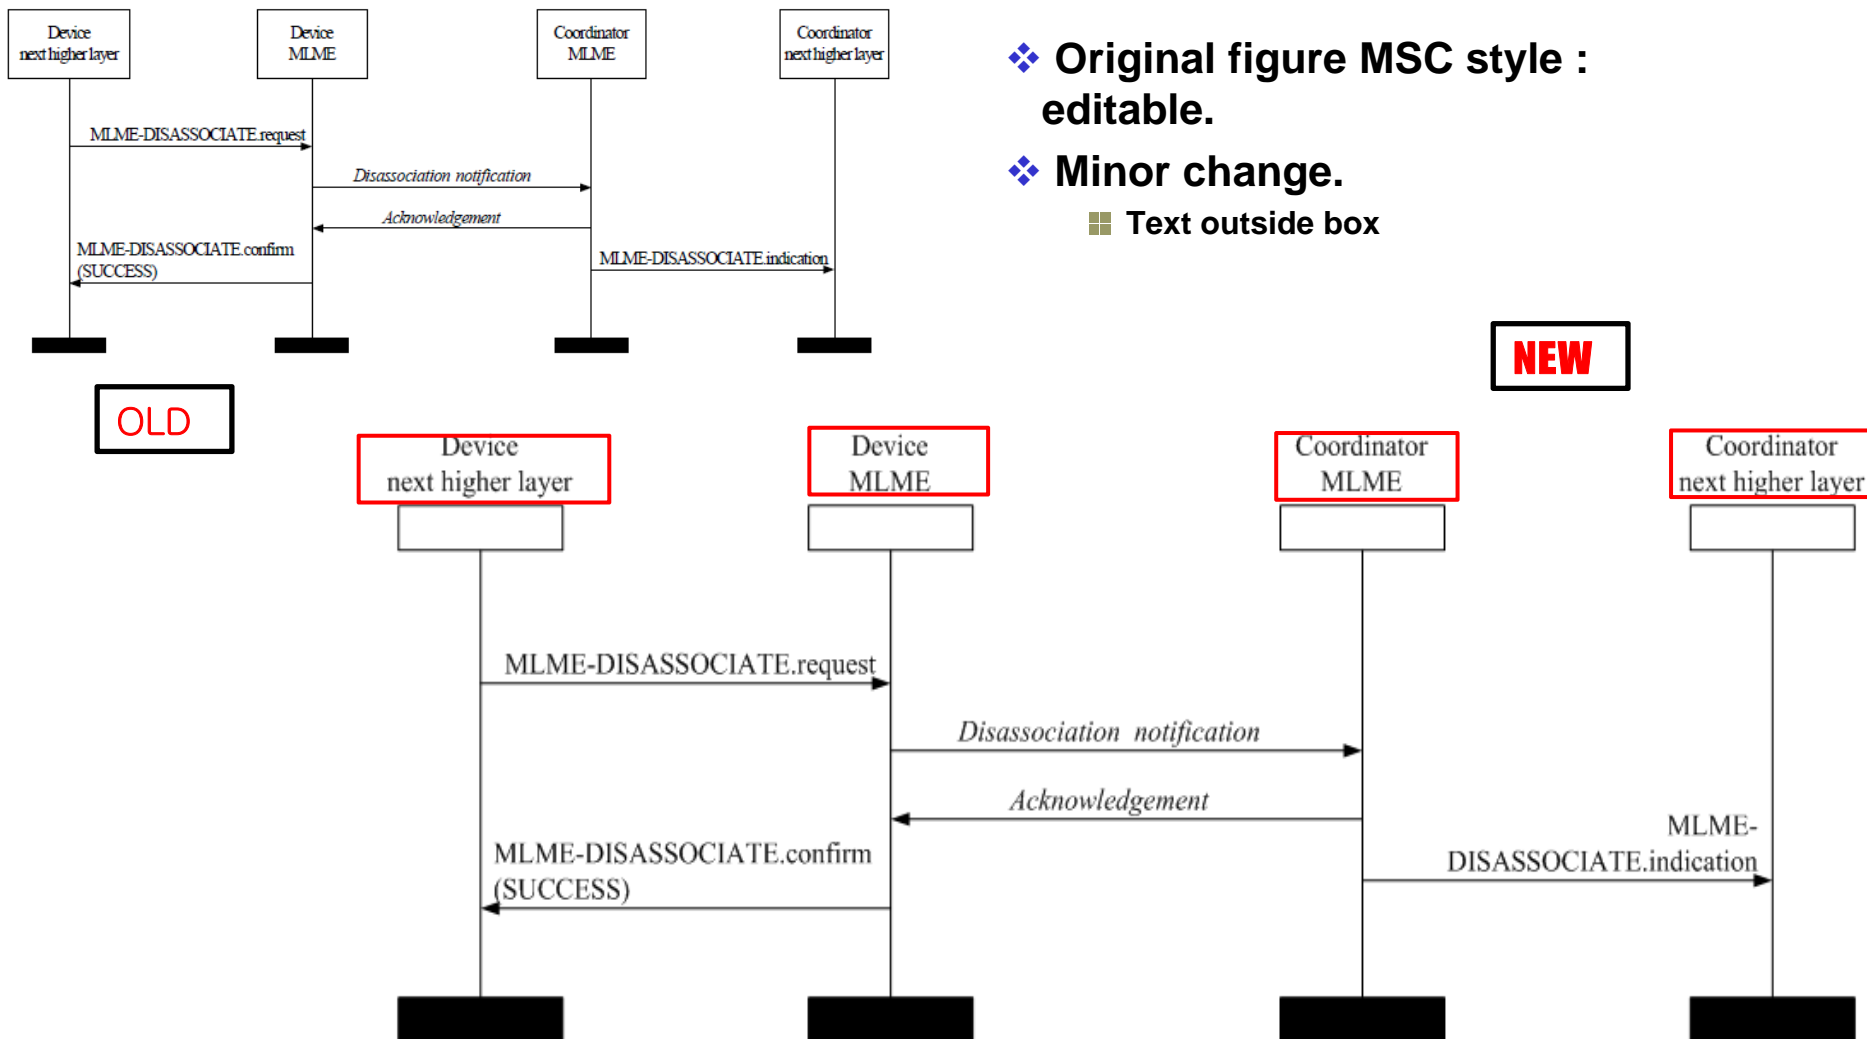 Device
next higher layer
Device
MLME
Coordinator
MLME
Coordinator
next higher layer
MLME-DISASSOCIATE.request
Disassociation notification
Acknowledgement
MLME-DISASSOCIATE.confirm
(SUCCESS)
MLME-DISASSOCIATE.indication
Original figure MSC style :
editable.
Minor change.
Text outside box
OLD
NEW
Device
next higher layer
Device
MLME
Coordinator
MLME
Coordinator
next higher layer
MLME-DISASSOCIATE.request
Disassociation notification
Acknowledgement
MLME-DISASSOCIATE.confirm
(SUCCESS)
MLME-
DISASSOCIATE.indication